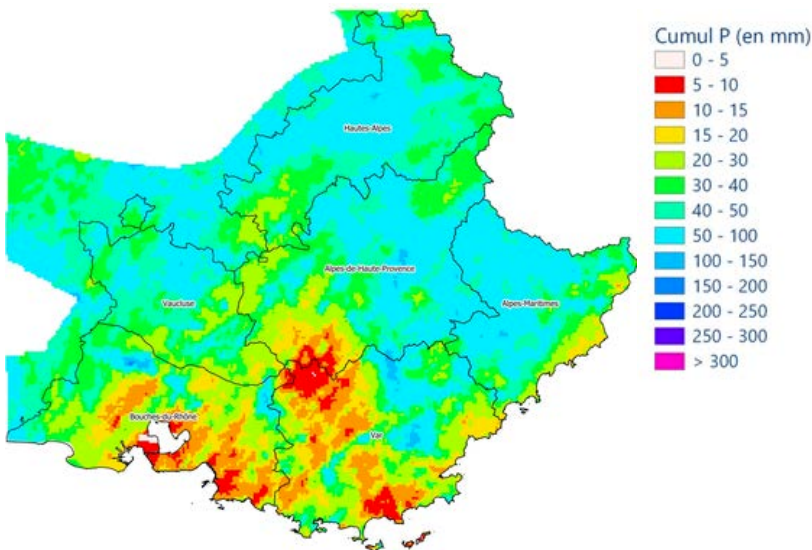 Cumul P (en mm)
0 - 5
5 - 10
10 - 15
15 - 20
20 - 30
30 - 40
40 - 50
50 - 100
100 - 150
150 - 200
200 - 250
250 - 300
> 300
Hautes-Alpes
Alpes-de-Haute-Provence
Vaucluse
Alpes-Maritimes
Bouches-du-Rhône
Var